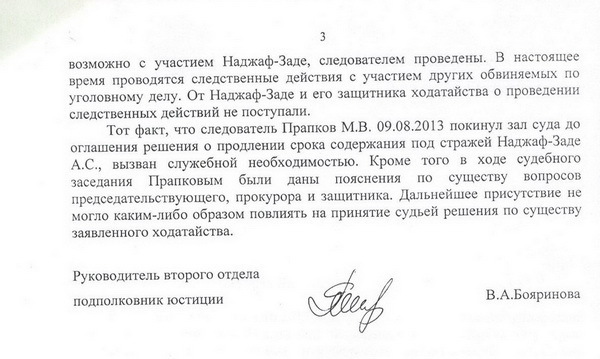 3
возможно с участием Наджаф-Заде, следователем проведены. В настоящее
время проводятся следственные действия с участием других обвиняемых по
уголовному делу. От Наджаф-Заде и его защитника ходатайства о проведении
следственных действий не поступали.
Тот факт, что следователь Прапков М.В. 09.08.2013 покинул зал суда до
оглашения решения о продлении срока содержания под стражей Наджаф-Заде
А.С., вызван служебной необходимостью. Кроме того в ходе судебного
заседания Прапковым были даны пояснения по существу вопросов
председательствующего, прокурора и защитника. Дальнейшее присутствие не
могло каким-либо образом повлиять на принятие судьей решения по существу
заявленного ходатайства.
Руководитель второго отдела
подполковник юстиции В.А.Бояринова